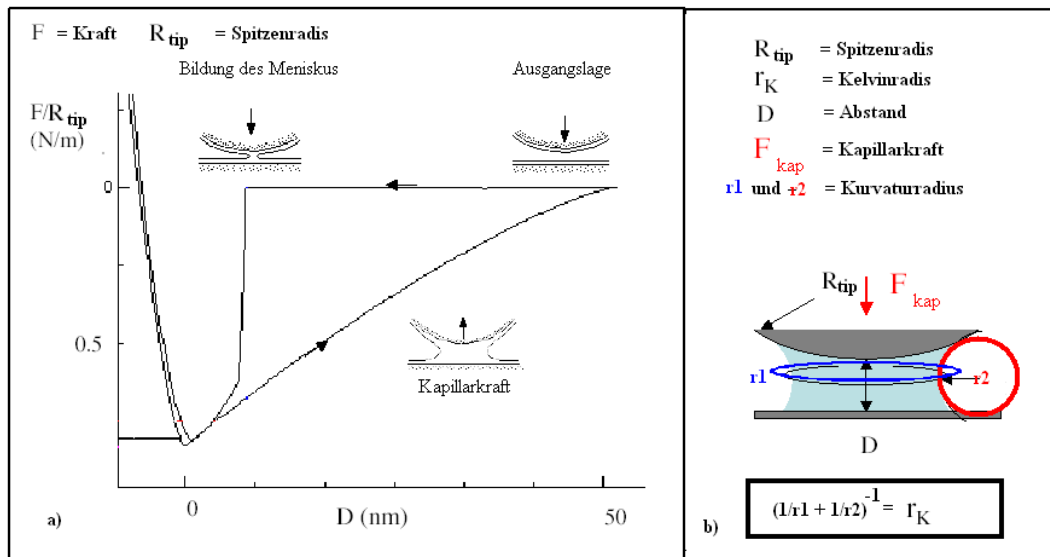 F = Kraft R tip = Spitzenradis
Bildung des Meniskus
Ausgangslage
F/R tip
(N/m)
0
0.5
Kapillarkraft
0
D (nm)
50
a)
R tip = Spitzenradis
r K = Kelvinradis
D = Abstand
F kap = Kapillarkraft
r1 und r2 = Kurvaturradius
R tip
F kap
r1
r2
D
(1/r1 + 1/r2)^-1 = r K
b)